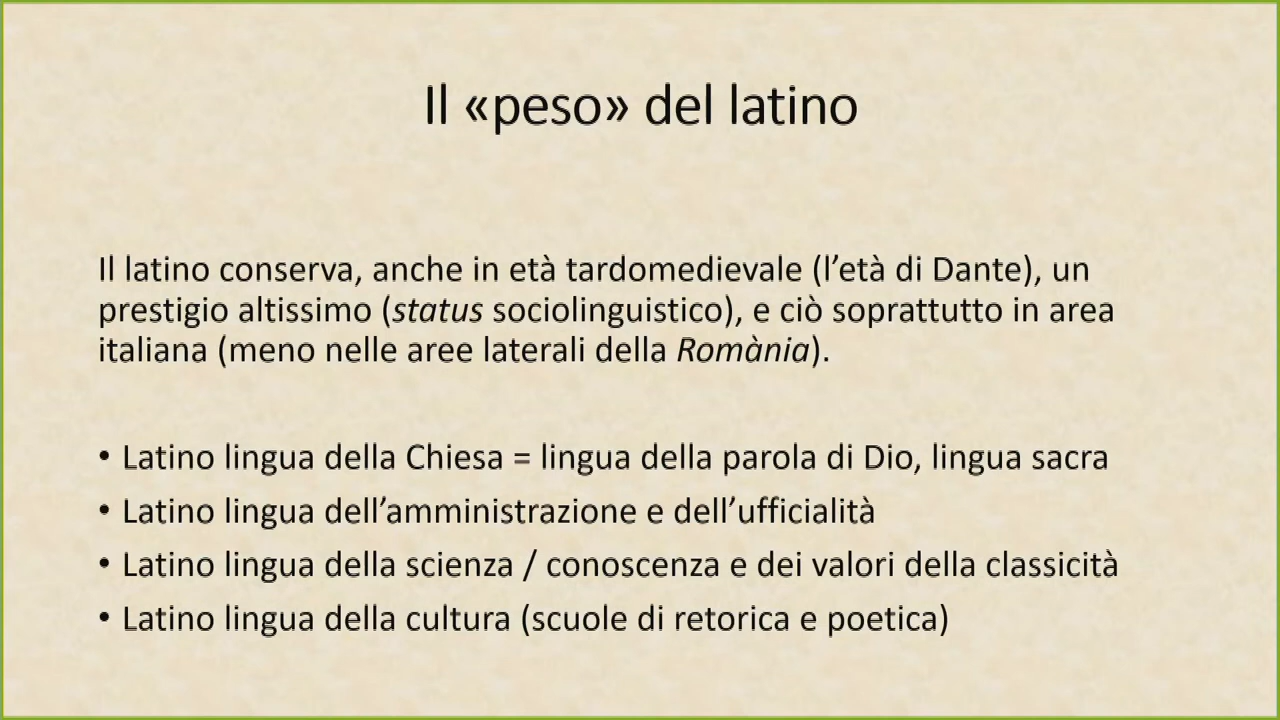 Il «peso» del latino
Il latino conserva, anche in età tardomedievale (l’età di Dante), un
prestigio altissimo (status sociolinguistico), e ciò soprattutto in area
italiana (meno nelle aree laterali della Romània).
• Latino lingua della Chiesa = lingua della parola di Dio, lingua sacra
• Latino lingua dell’amministrazione e dell’ufficialità
• Latino lingua della scienza / conoscenza e dei valori della classicità
• Latino lingua della cultura (scuole di retorica e poetica)